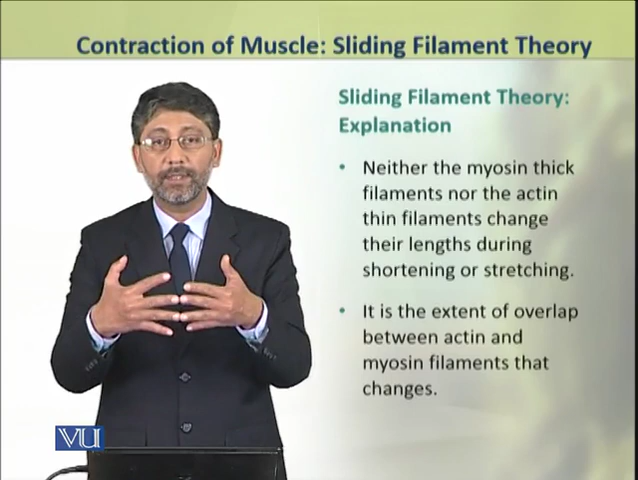 Contraction of Muscle: Sliding Filament Theory
Sliding Filament Theory:
Explanation
• Neither the myosin thick
filaments nor the actin
thin filaments change
their lengths during
shortening or stretching.
• It is the extent of overlap
between actin and
myosin filaments that
changes.
VU